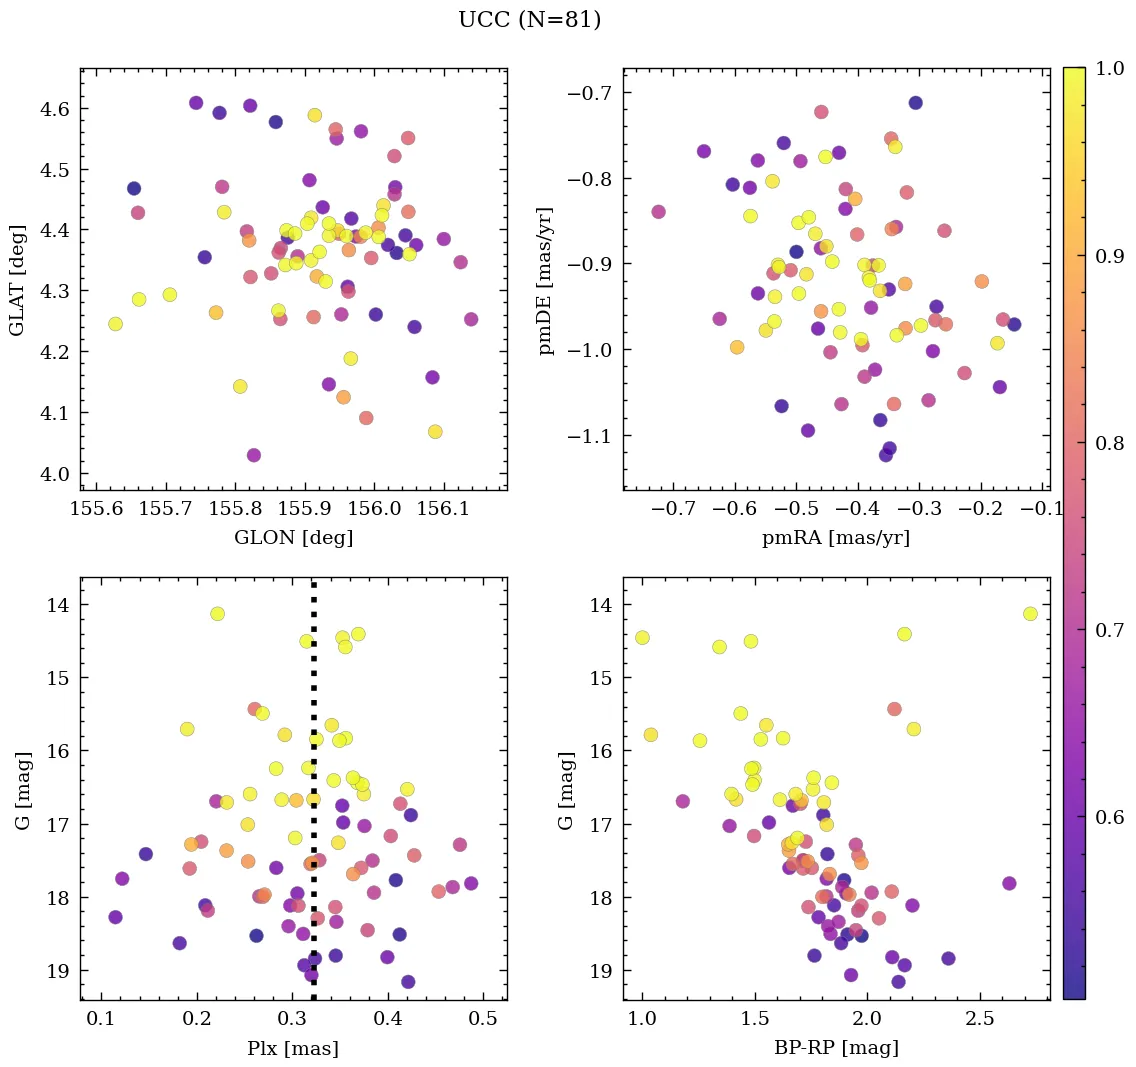 UCC (N=81)
4.6
4.5
4.4
4.3
4.2
4.1
4.0
GLAT [deg]
155.6 155.7 155.8 155.9 156.0 156.1
GLON [deg]
−0.7
−0.8
−0.9
−1.0
−1.1
pmDE [mas/yr]
−0.7 −0.6 −0.5 −0.4 −0.3 −0.2 −0.1
pmRA [mas/yr]
1.0
0.9
0.8
0.7
0.6
14
15
16
17
18
19
G [mag]
0.1 0.2 0.3 0.4 0.5
Plx [mas]
14
15
16
17
18
19
G [mag]
1.0 1.5 2.0 2.5
BP-RP [mag]